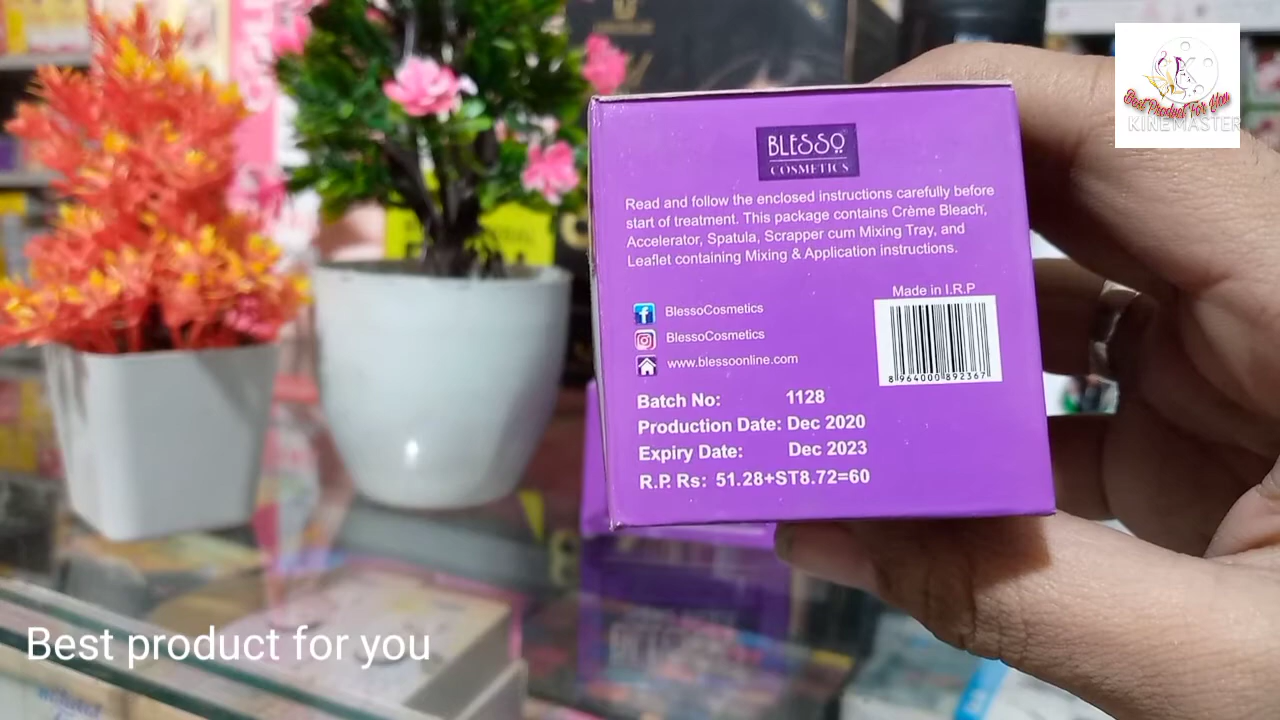 BLESSO
COSMETICS
Read and follow the enclosed instructions carefully before
start of treatment. This package contains Crème Bleach,
Accelerator, Spatula, Scrapper cum Mixing Tray, and
Leaflet containing Mixing & Application instructions.
Made in I.R.P
8 964000 892367
BlessoCosmetics
BlessoCosmetics
www.blessoonline.com
Batch No: 1128
Production Date: Dec 2020
Expiry Date: Dec 2023
R.P. Rs: 51.28+ST8.72=60
Best Product For You
KINEMASTER
Best product for you